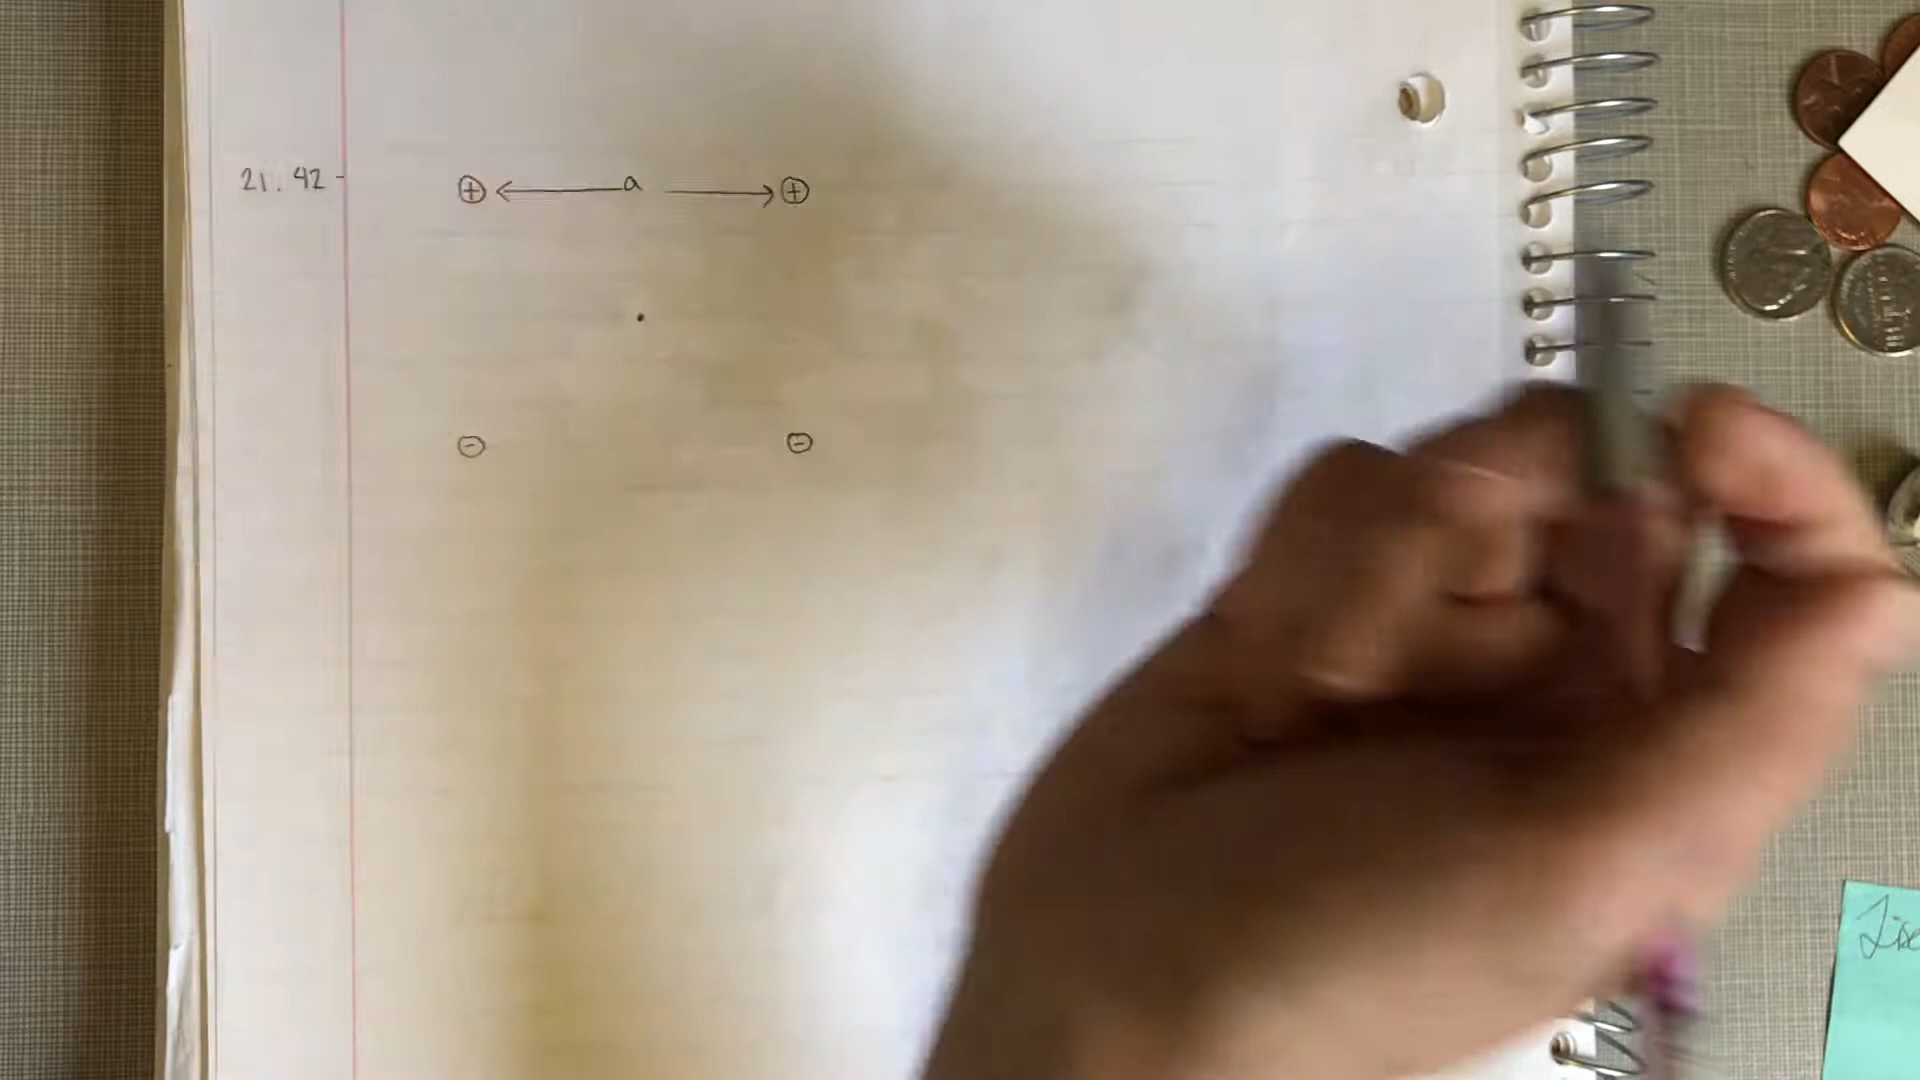 21.42
⊕ ← a → ⊕
⊖ ⊖